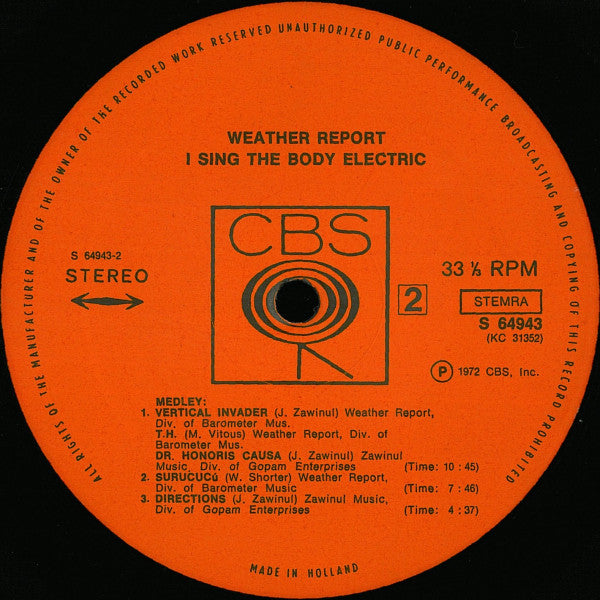 ALL RIGHTS OF THE MANUFACTURER AND OF THE OWNER OF THE RECORDED WORK RESERVED UNAUTHORIZED PUBLIC PERFORMANCE BROADCASTING AND COPYING OF THIS RECORD PROHIBITED
WEATHER REPORT
I SING THE BODY ELECTRIC
CBS
S 64943-2
STEREO
33 ⅓ RPM
2
STEMRA
S 64943
(KC 31352)
Ⓟ 1972 CBS, Inc.
MEDLEY:
1. VERTICAL INVADER (J. Zawinul) Weather Report,
Div. of Barometer Mus.
T.H. (M. Vitous) Weather Report, Div. of
Barometer Mus.
DR. HONORIS CAUSA (J. Zawinul) Zawinul
Music, Div. of Gopam Enterprises (Time: 10 : 45)
2. SURUCUCú (W. Shorter) Weather Report,
Div. of Barometer Music (Time: 7 : 46)
3. DIRECTIONS (J. Zawinul) Zawinul Music,
Div. of Gopam Enterprises (Time: 4 : 37)
MADE IN HOLLAND